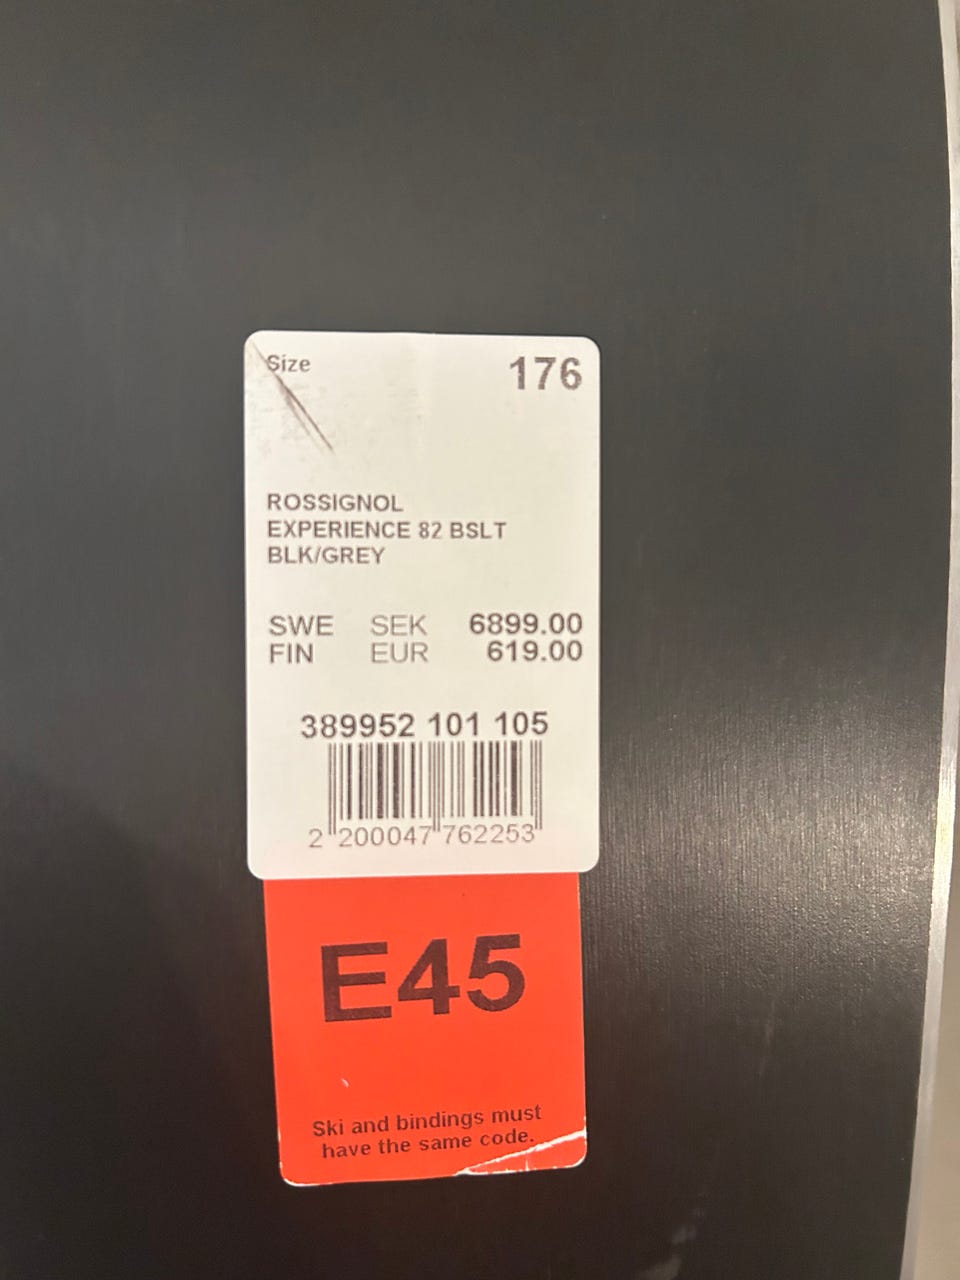 Size 176
ROSSIGNOL
EXPERIENCE 82 BSLT
BLK/GREY
SWE SEK 6899.00
FIN EUR 619.00
389952 101 105
2 200047 762253
E45
Ski and bindings must
have the same code.